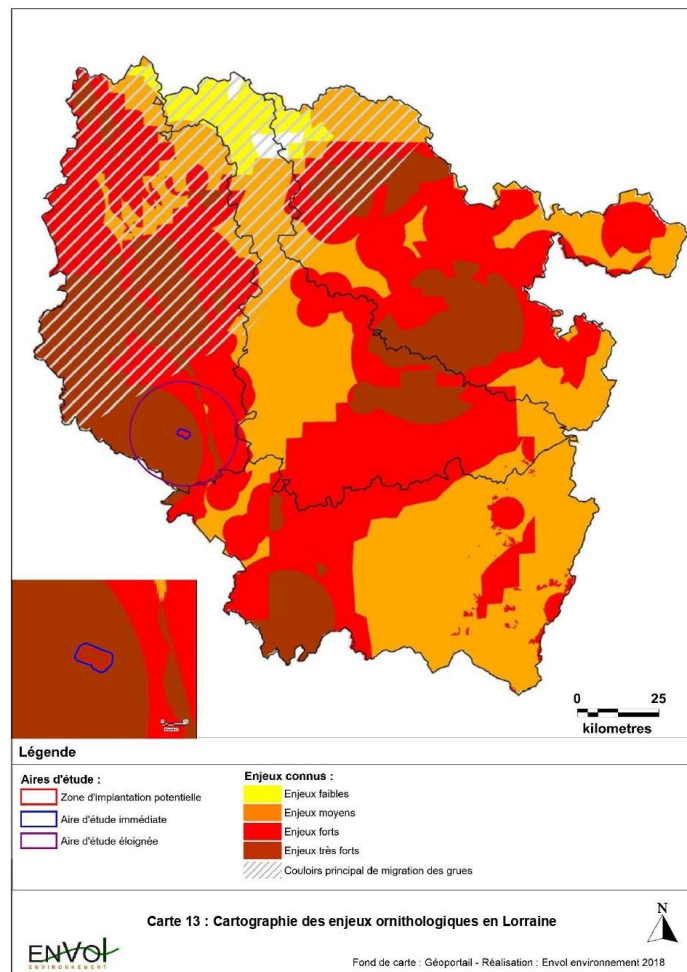 0 25
kilometres
Légende
Aires d'étude :
Zone d'implantation potentielle
Aire d'étude immédiate
Aire d'étude éloignée
Enjeux connus :
Enjeux faibles
Enjeux moyens
Enjeux forts
Enjeux très forts
Couloirs principal de migration des grues
Carte 13 : Cartographie des enjeux ornithologiques en Lorraine
N
ENVOL
ENVIRONNEMENT
Fond de carte : Géoportail - Réalisation : Envol environnement 2018